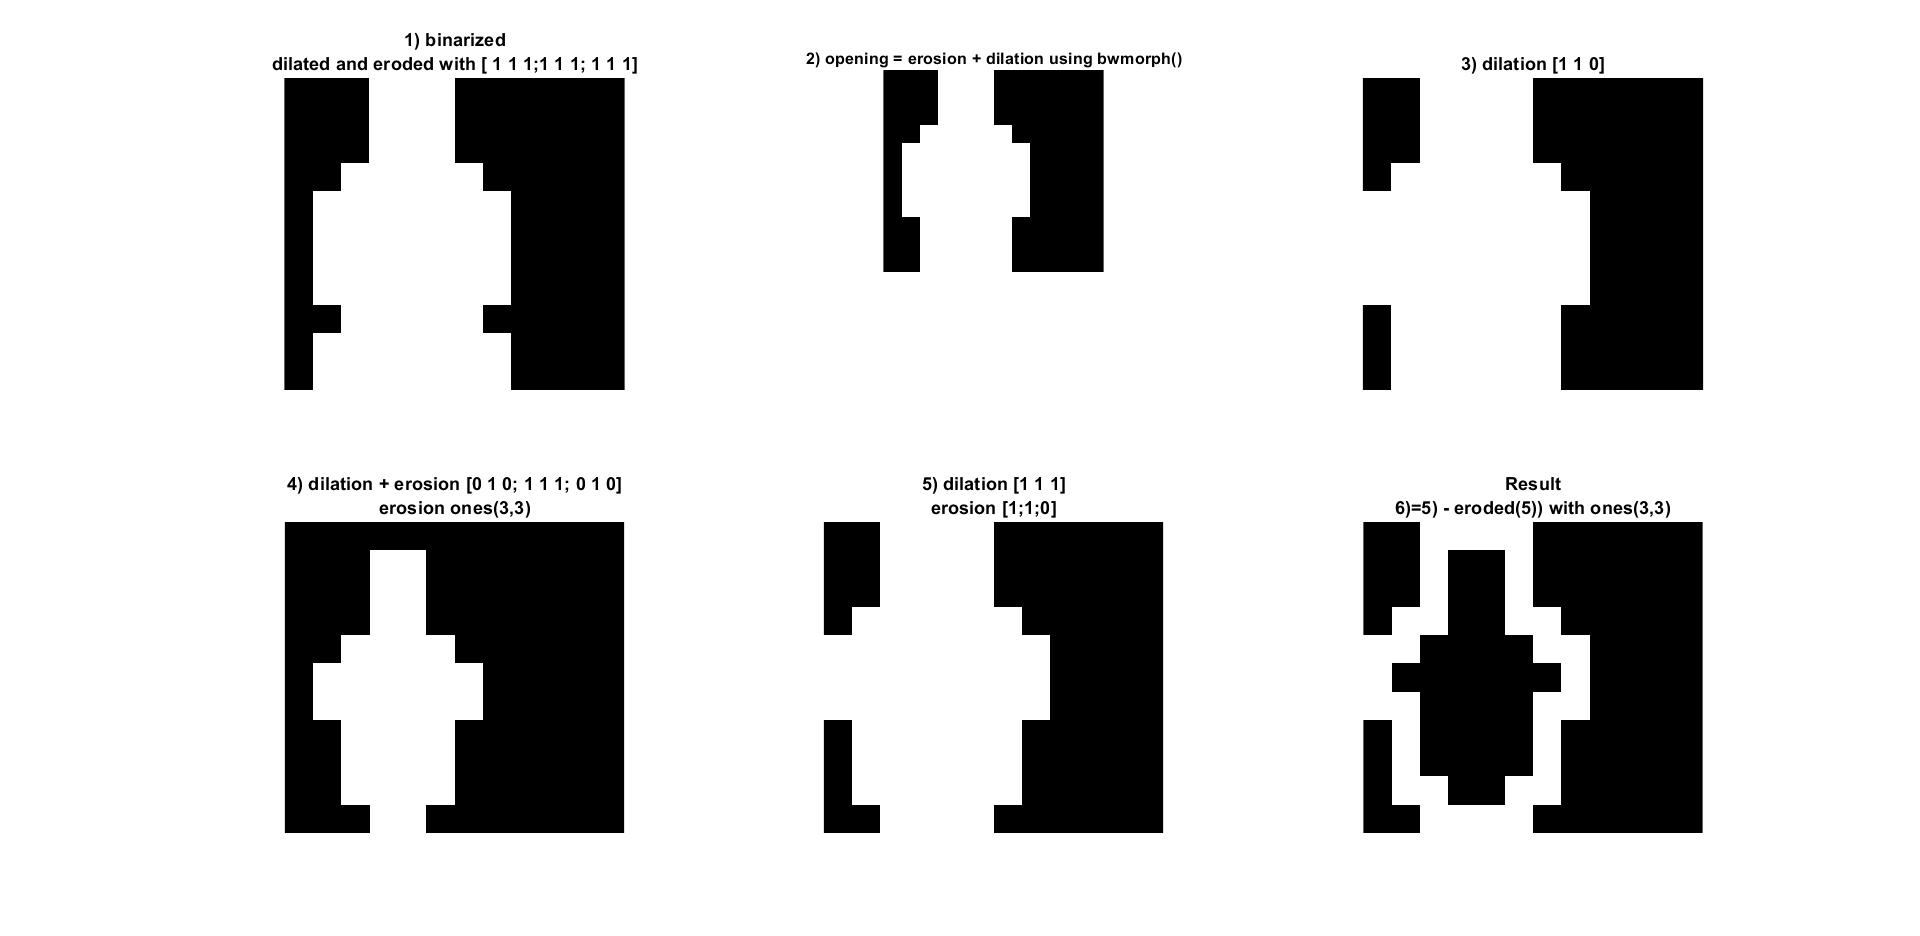 1) binarized
dilated and eroded with [ 1 1 1;1 1 1; 1 1 1]
2) opening = erosion + dilation using bwmorph()
3) dilation [1 1 0]
4) dilation + erosion [0 1 0; 1 1 1; 0 1 0]
erosion ones(3,3)
5) dilation [1 1 1]
erosion [1;1;0]
Result
6)=5) - eroded(5)) with ones(3,3)